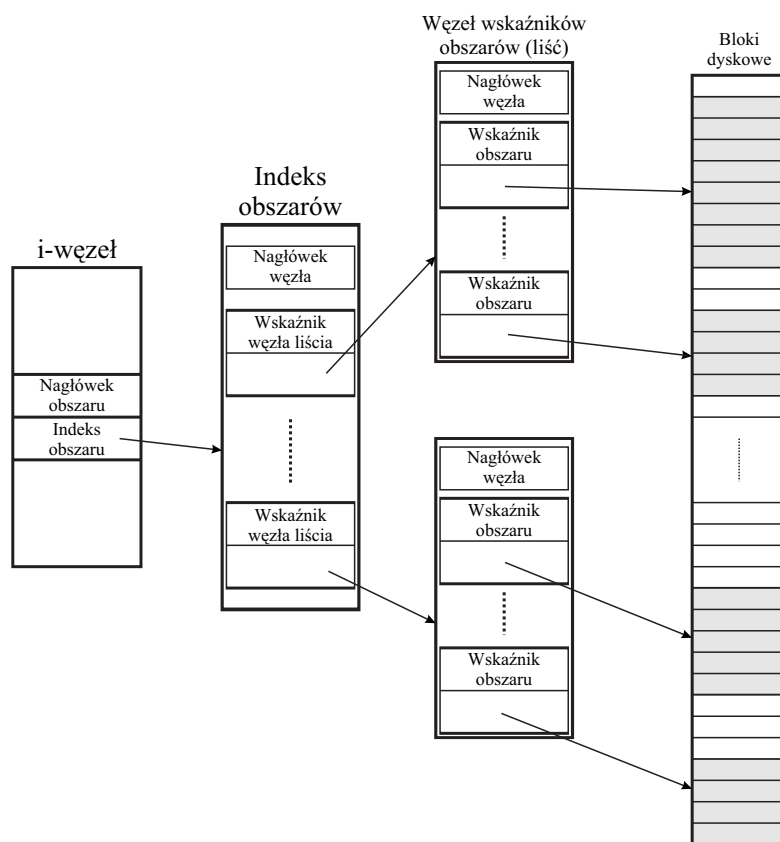 i-węzeł
Nagłówek
obszaru
Indeks
obszaru
Indeks
obszarów
Nagłówek
węzła
Wskaźnik
węzła liścia
Wskaźnik
węzła liścia
Węzeł wskaźników
obszarów (liść)
Nagłówek
węzła
Wskaźnik
obszaru
Wskaźnik
obszaru
Nagłówek
węzła
Wskaźnik
obszaru
Wskaźnik
obszaru
Bloki
dyskowe